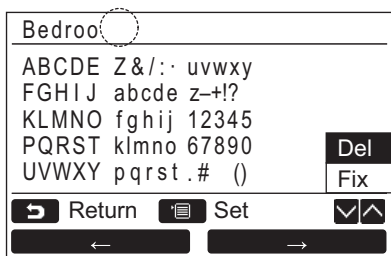 Bedroo
ABCDE Z&/:· uvwxy
FGHIJ abcde z–+!?
KLMNO fghij 12345
PQRST klmno 67890
UVWXY pqrst.# ()
Del
Fix
Return Set
← →